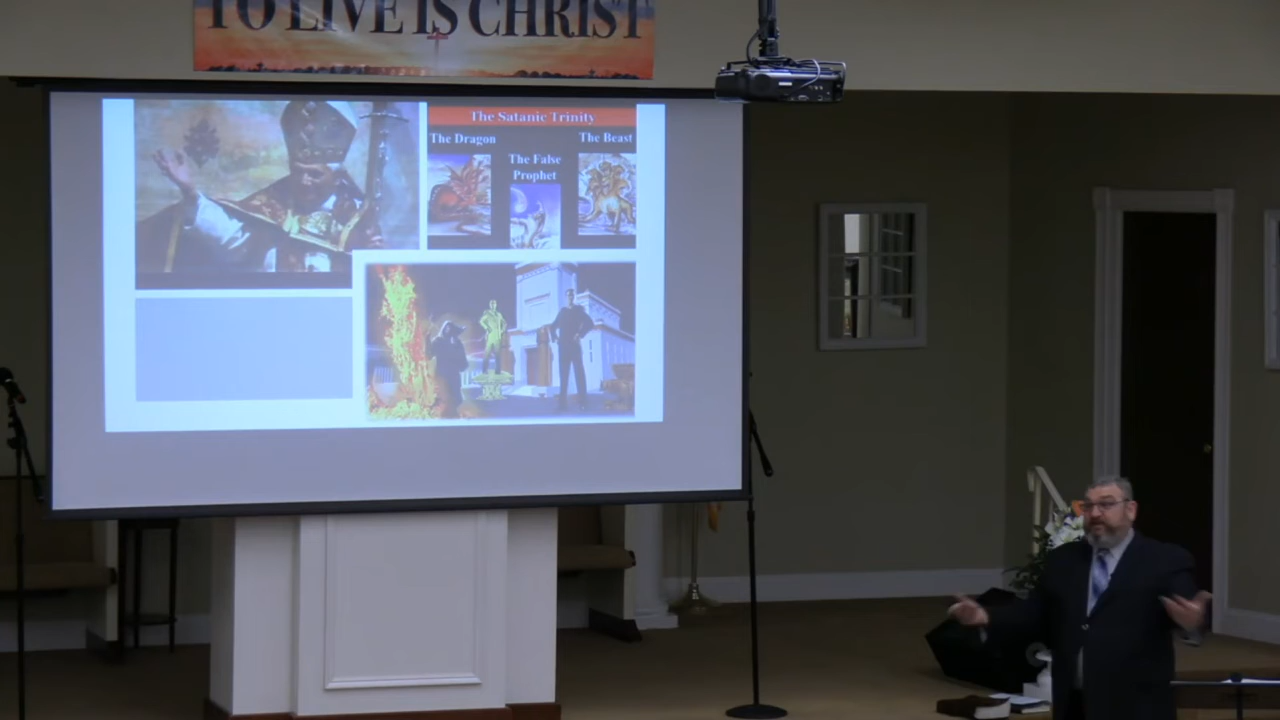 TO LIVE IS CHRIST
The Satanic Trinity
The Dragon
The Beast
The False
Prophet